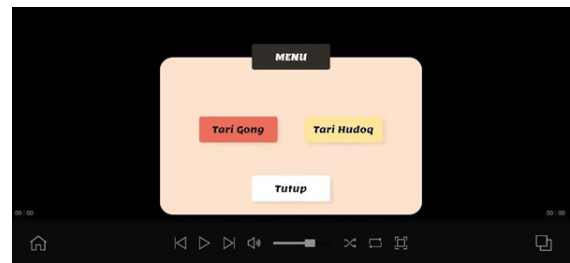 MENU
Tari Gong
Tari Hudoq
Tutup
00 : 00
00 : 00